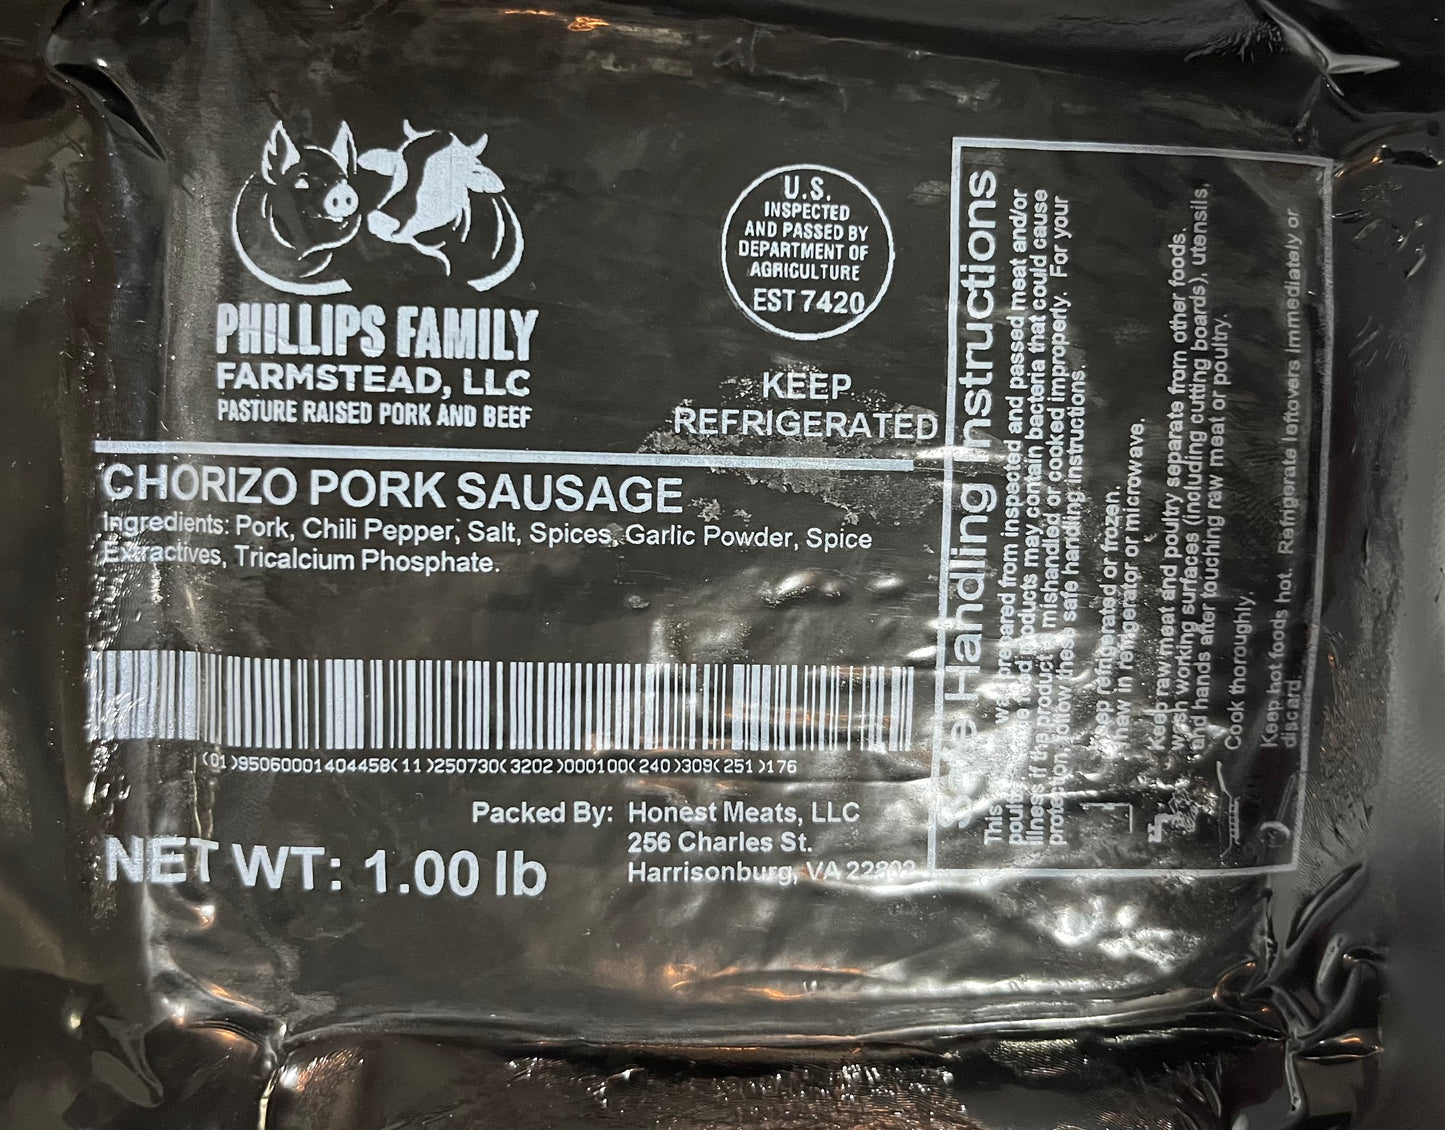 PHILLIPS FAMILY
FARMSTEAD, LLC
PASTURE RAISED PORK AND BEEF
U.S.
INSPECTED
AND PASSED BY
DEPARTMENT OF
AGRICULTURE
EST 7420
KEEP
REFRIGERATED
CHORIZO PORK SAUSAGE
Ingredients: Pork, Chili Pepper, Salt, Spices, Garlic Powder, Spice
Extractives, Tricalcium Phosphate.
(01)95060001404458(11)250730(3202)000100(240)309(251)176
Packed By: Honest Meats, LLC
256 Charles St.
Harrisonburg, VA 22802
NET WT: 1.00 lb
Safe Handling Instructions
This was prepared from inspected and passed meat and/or
poultry. Some food products may contain bacteria that could cause
illness if the product is mishandled or cooked improperly. For your
protection, follow these safe handling instructions.
Keep refrigerated or frozen.
Thaw in refrigerator or microwave.
Keep raw meat and poultry separate from other foods.
Wash working surfaces (including cutting boards), utensils,
and hands after touching raw meat or poultry.
Cook thoroughly.
Keep hot foods hot. Refrigerate leftovers immediately or
discard.